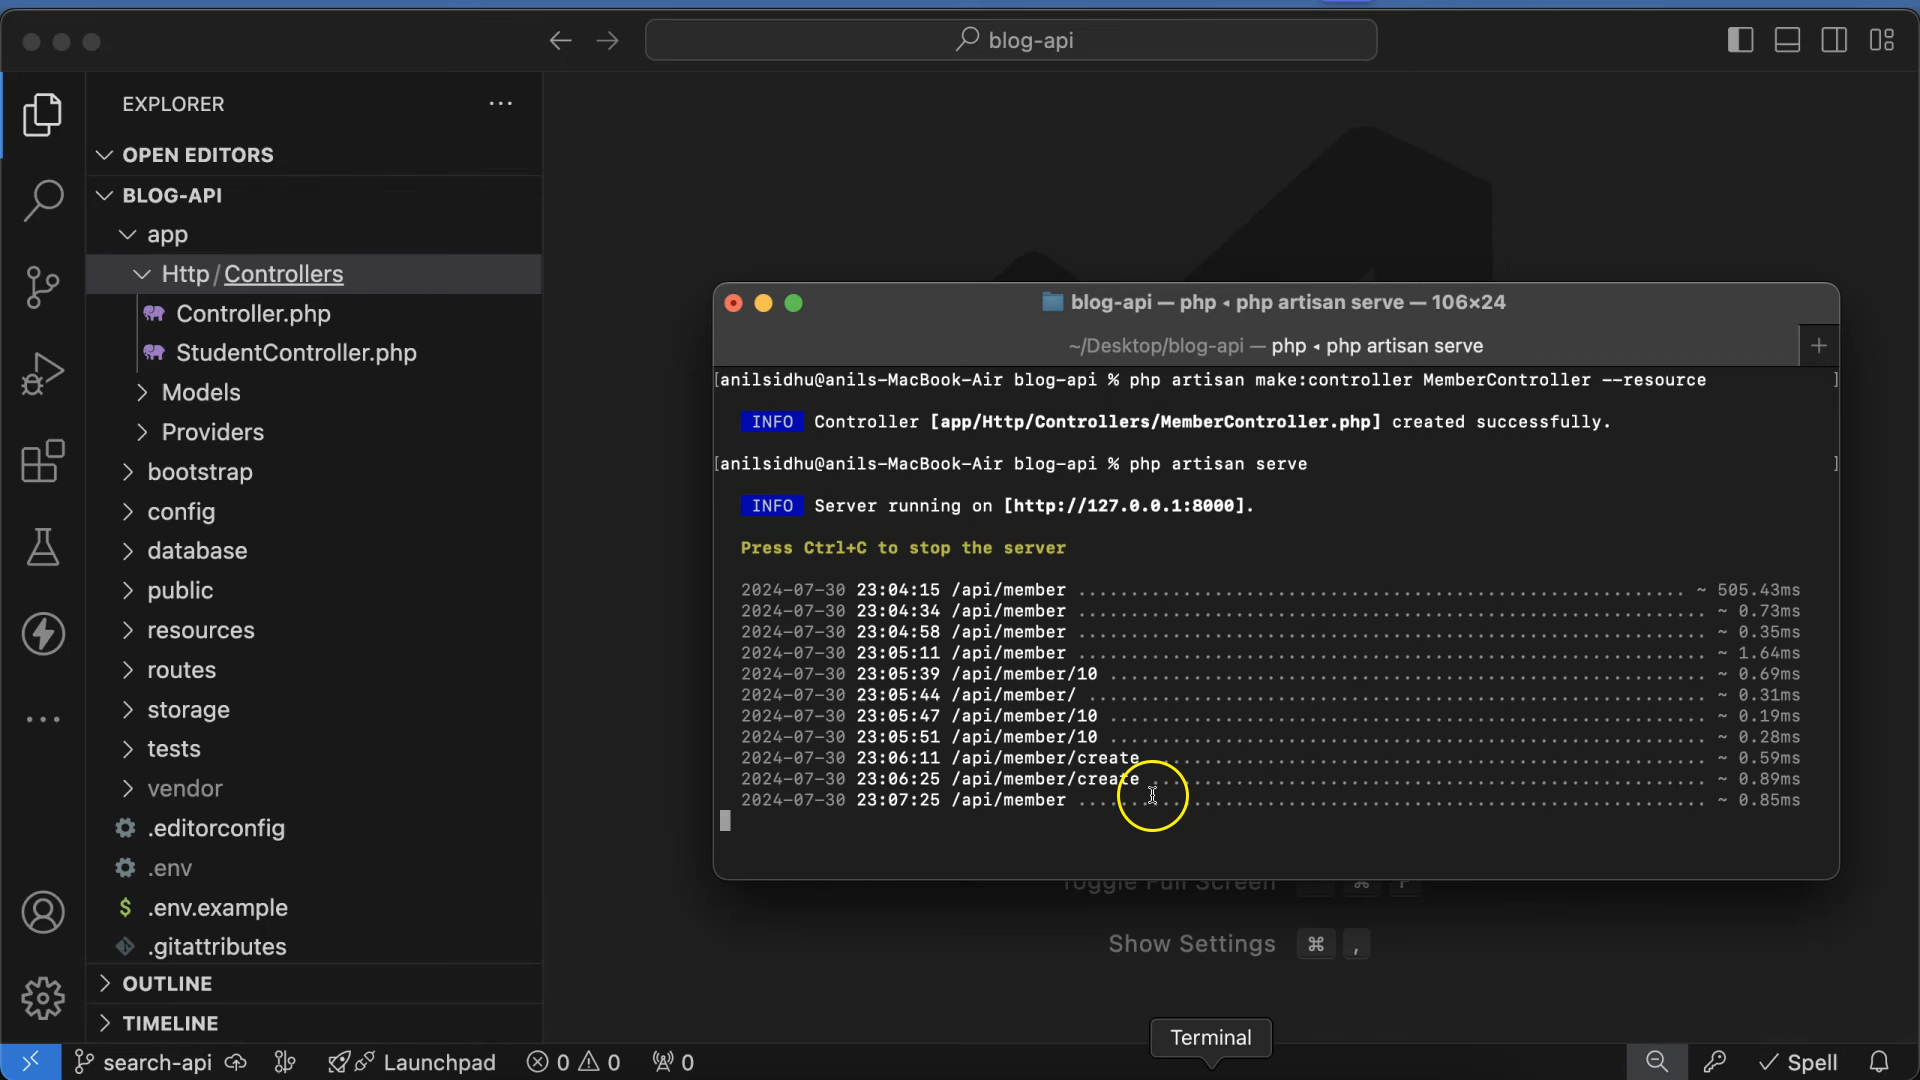 blog-api
EXPLORER
OPEN EDITORS
BLOG-API
app
Http / Controllers
Controller.php
StudentController.php
Models
Providers
bootstrap
config
database
public
resources
routes
storage
tests
vendor
.editorconfig
.env
$ .env.example
.gitattributes
OUTLINE
TIMELINE
blog-api — php ◂ php artisan serve — 106×24
~/Desktop/blog-api — php ◂ php artisan serve
[anilsidhu@anils-MacBook-Air blog-api % php artisan make:controller MemberController --resource ]
INFO Controller [app/Http/Controllers/MemberController.php] created successfully.
[anilsidhu@anils-MacBook-Air blog-api % php artisan serve ]
INFO Server running on [http://127.0.0.1:8000].
Press Ctrl+C to stop the server
2024-07-30 23:04:15 /api/member .......................................................... ~ 505.43ms
2024-07-30 23:04:34 /api/member ............................................................ ~ 0.73ms
2024-07-30 23:04:58 /api/member ............................................................ ~ 0.35ms
2024-07-30 23:05:11 /api/member ............................................................ ~ 1.64ms
2024-07-30 23:05:39 /api/member/10 ......................................................... ~ 0.69ms
2024-07-30 23:05:44 /api/member/ ........................................................... ~ 0.31ms
2024-07-30 23:05:47 /api/member/10 ......................................................... ~ 0.19ms
2024-07-30 23:05:51 /api/member/10 ......................................................... ~ 0.28ms
2024-07-30 23:06:11 /api/member/create ..................................................... ~ 0.59ms
2024-07-30 23:06:25 /api/member/create ..................................................... ~ 0.89ms
2024-07-30 23:07:25 /api/member ............................................................ ~ 0.85ms
Toggle Full Screen ⌘ F
Show Settings ⌘ ,
Terminal
search-api
Launchpad
0 0
0
Spell